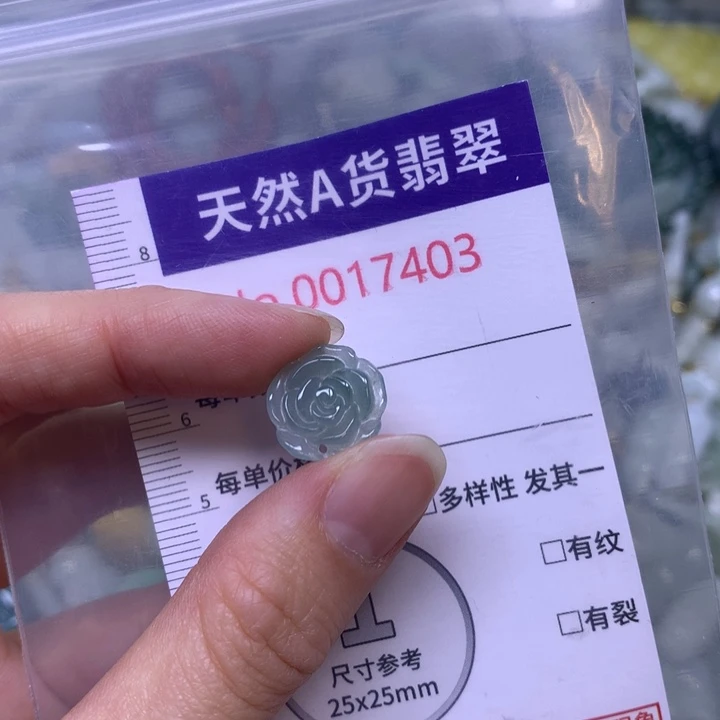 天然A货翡翠
0017403
8
6
每单价
5
多样性 发其一
□有纹
□有裂
1
尺寸参考
25x25mm